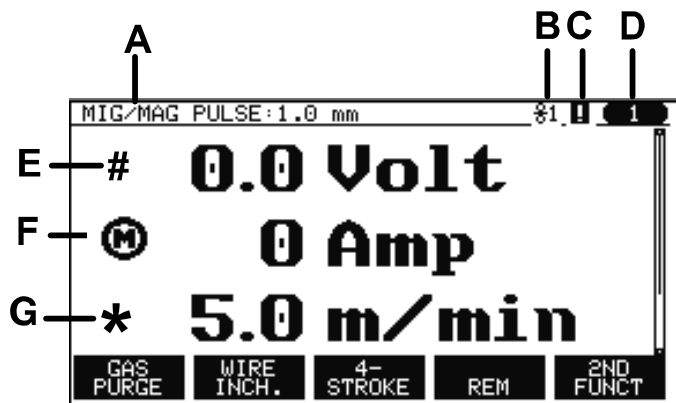 A B C D
MIG/MAG PULSE:1.0 mm 1 ! 1
E # 0.0 Volt
F M 0 Amp
G * 5.0 m/min
GAS PURGE
WIRE INCH.
4-STROKE
REM
2ND FUNCT